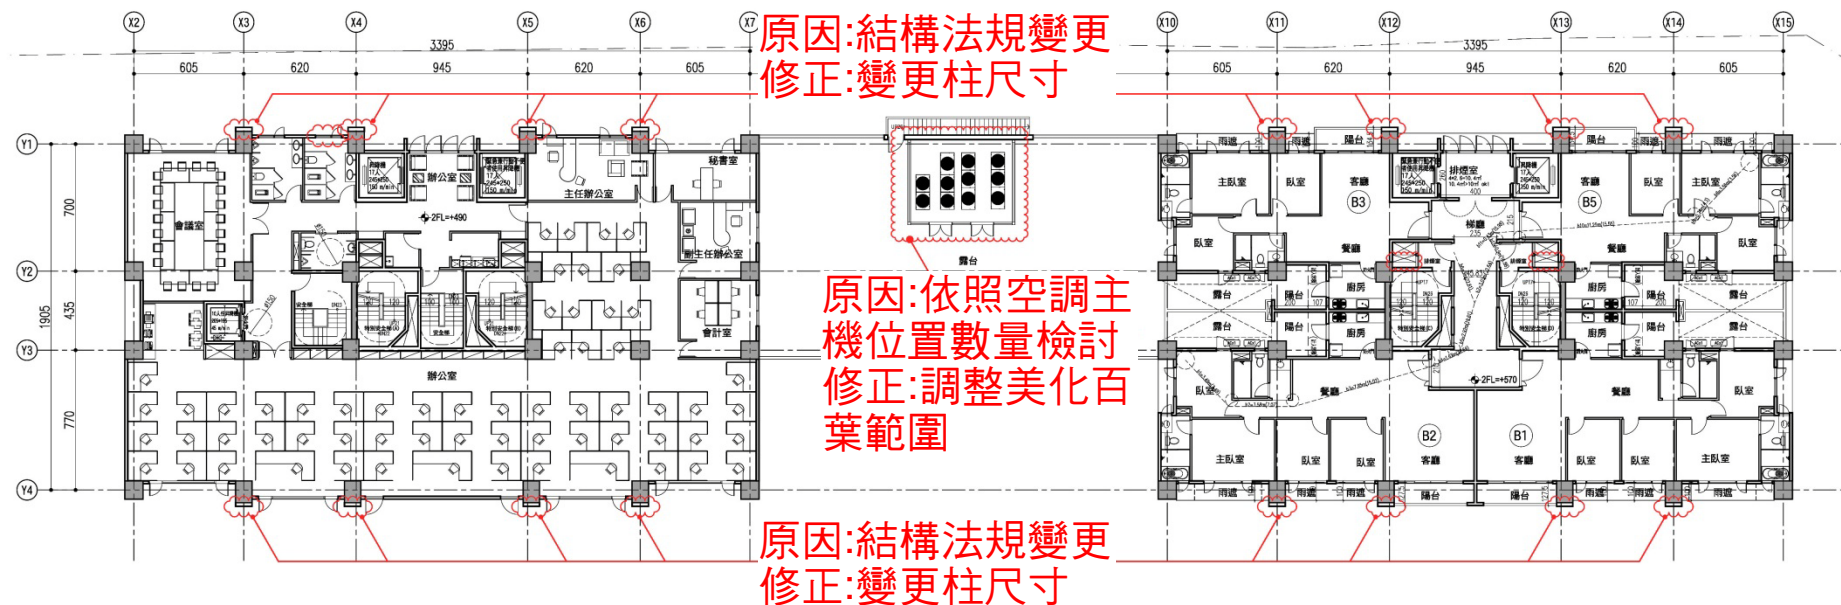 X2 X3 X4 X5 X6 X7 X10 X11 X12 X13 X14 X15
原因:結構法規變更
修正:變更柱尺寸
3395 3395
605 620 945 620 605 605 620 945 620 605
Y1
Y2
Y3
Y4
1905
700
435
770
會議室
辦公室
主任辦公室
秘書室
副主任辦公室
會計室
2FL=+490
辦公室
露台
原因:依照空調主
機位置數量檢討
修正:調整美化百
葉範圍
雨遮 陽台 雨遮 陽台 雨遮
主臥室 臥室 客廳 排煙室 客廳 臥室 主臥室
B3 B5
梯廳
235
臥室 餐廳 餐廳 臥室
露台 陽台 廚房 廚房 陽台 露台
露台 陽台 廚房 廚房 陽台 露台
2FL=+570
臥室 餐廳 餐廳 臥室
B2 B1
主臥室 臥室 臥室 客廳 客廳 臥室 臥室 主臥室
雨遮 雨遮 雨遮 陽台 陽台 雨遮 雨遮 雨遮
原因:結構法規變更
修正:變更柱尺寸